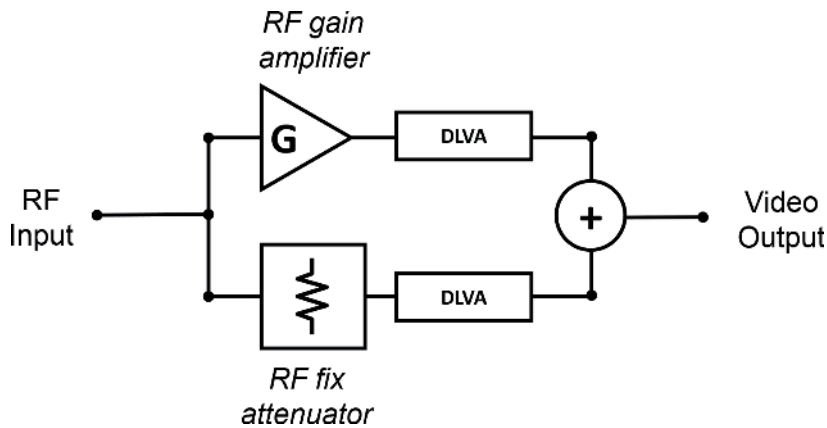 RF gain
amplifier
G
DLVA
RF
Input
+
Video
Output
DLVA
RF fix
attenuator